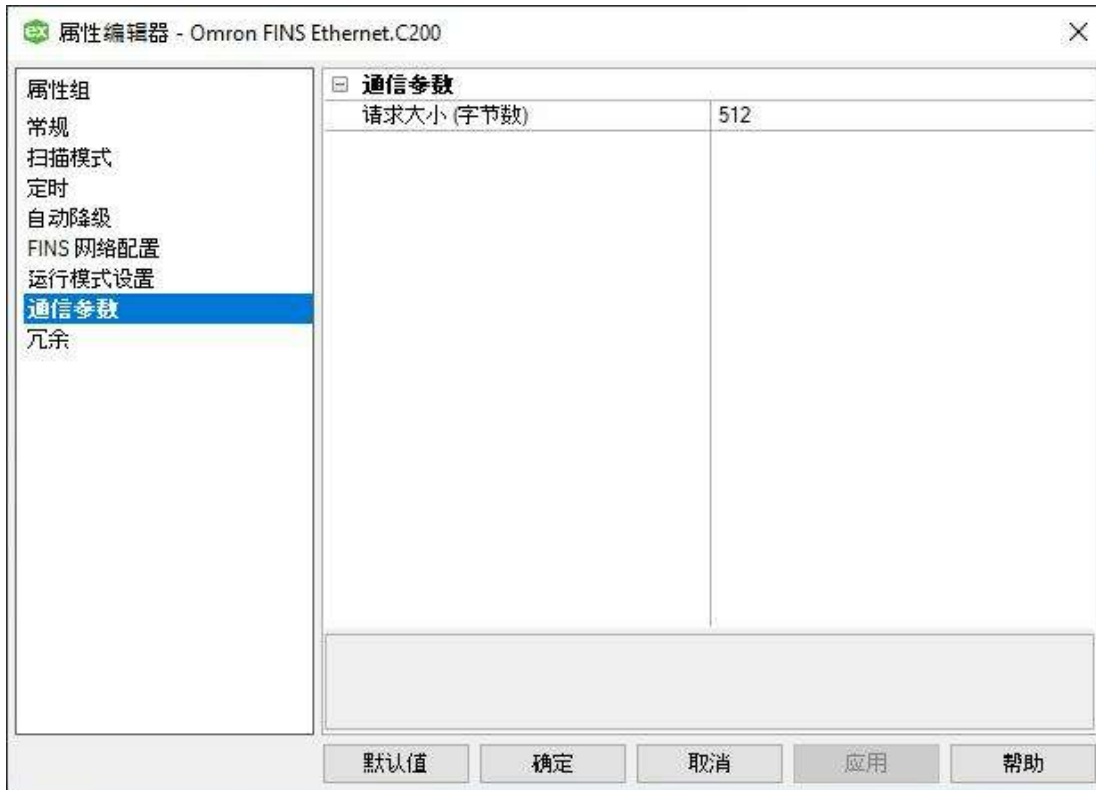 属性编辑器 - Omron FINS Ethernet.C200
属性组
常规
扫描模式
定时
自动降级
FINS 网络配置
运行模式设置
通信参数
冗余
通信参数
请求大小 (字节数) 512
默认值 确定 取消 应用 帮助